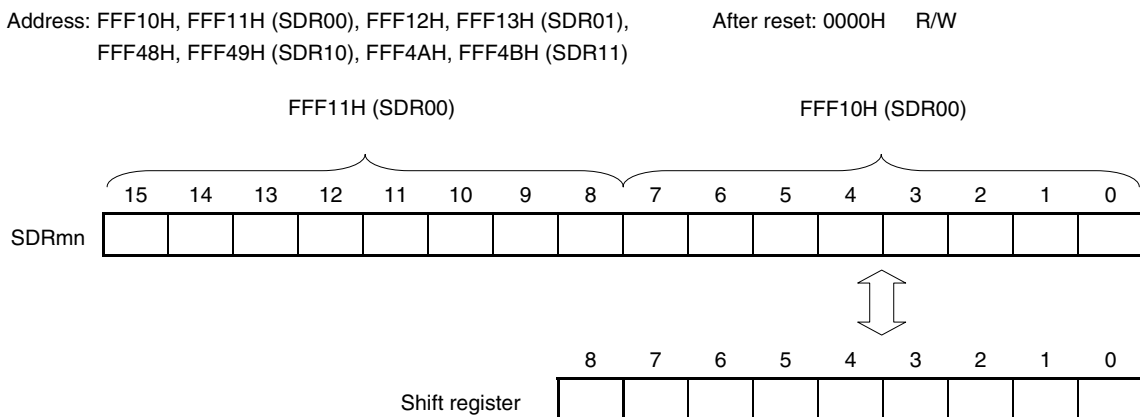 Address: FFF10H, FFF11H (SDR00), FFF12H, FFF13H (SDR01), After reset: 0000H R/W
FFF48H, FFF49H (SDR10), FFF4AH, FFF4BH (SDR11)
FFF11H (SDR00) FFF10H (SDR00)
15 14 13 12 11 10 9 8 7 6 5 4 3 2 1 0
SDRmn
8 7 6 5 4 3 2 1 0
Shift register